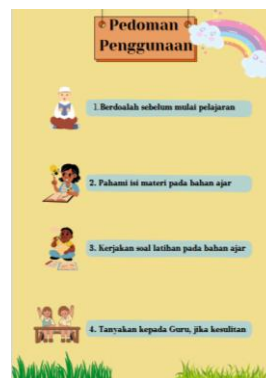 Pedoman
Penggunaan
1. Berdoalah sebelum mulai pelajaran
2. Pahami isi materi pada bahan ajar
3. Kerjakan soal latihan pada bahan ajar
4. Tanyakan kepada Guru, jika kesulitan